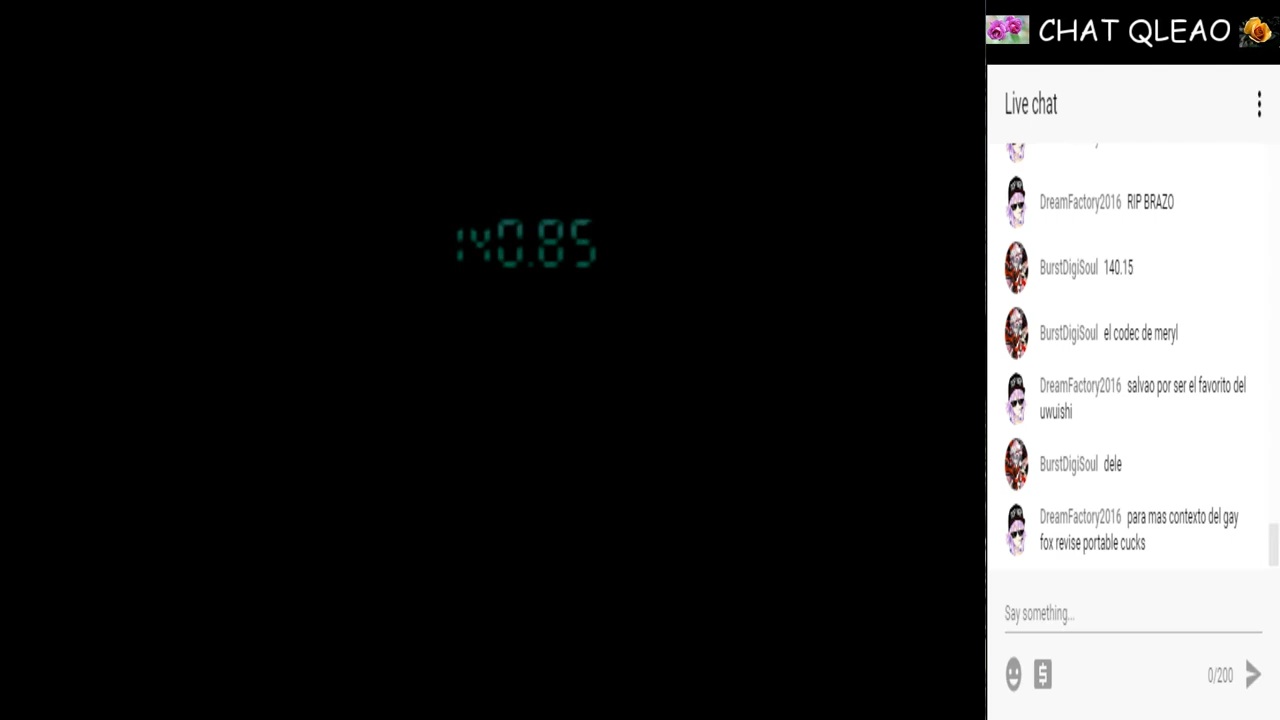 CHAT QLEAO
140.85
Live chat
DreamFactory2016 RIP BRAZO
BurstDigiSoul 140.15
BurstDigiSoul el codec de meryl
DreamFactory2016 salvao por ser el favorito del
uwuishi
BurstDigiSoul dele
DreamFactory2016 para mas contexto del gay
fox revise portable cucks
Say something...
0/200